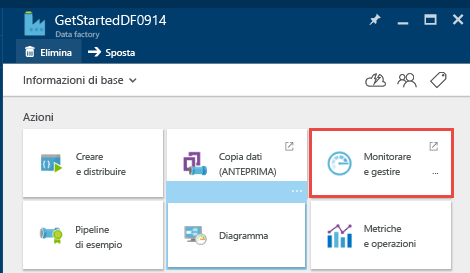 GetStartedDF0914
Data factory
Elimina Sposta
Informazioni di base
Azioni
Creare
e distribuire
Copia dati
(ANTEPRIMA)
Monitorare
e gestire
...
Pipeline
di esempio
...
Diagramma
Metriche
e operazioni